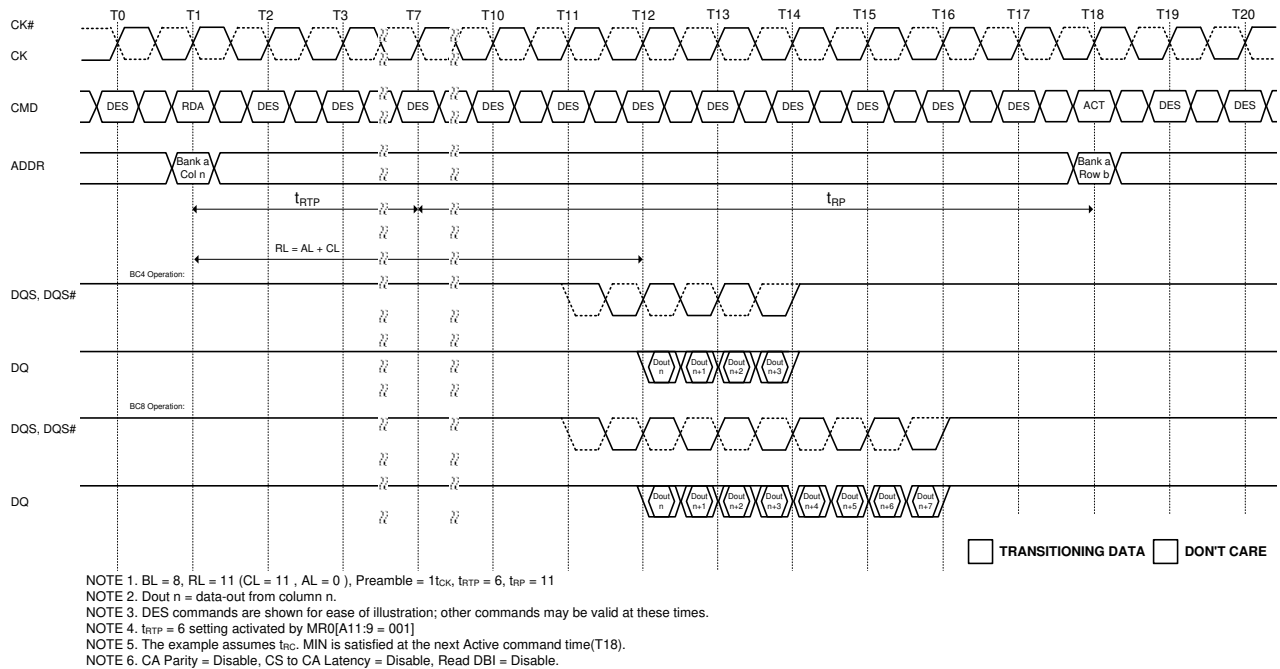 T0 T1 T2 T3 T7 T10 T11 T12 T13 T14 T15 T16 T17 T18 T19 T20
CK#
CK
CMD DES RDA DES DES DES DES DES DES DES DES DES DES DES ACT DES DES
ADDR
Bank a
Col n
Bank a
Row b
tRTP
tRP
RL = AL + CL
BC4 Operation:
DQS, DQS#
DQ
Dout n
Dout n+1
Dout n+2
Dout n+3
BC8 Operation:
DQS, DQS#
DQ
Dout n
Dout n+1
Dout n+2
Dout n+3
Dout n+4
Dout n+5
Dout n+6
Dout n+7
TRANSITIONING DATA DON'T CARE
NOTE 1. BL = 8, RL = 11 (CL = 11 , AL = 0 ), Preamble = 1tCK, tRTP = 6, tRP = 11
NOTE 2. Dout n = data-out from column n.
NOTE 3. DES commands are shown for ease of illustration; other commands may be valid at these times.
NOTE 4. tRTP = 6 setting activated by MR0[A11:9 = 001]
NOTE 5. The example assumes tRC. MIN is satisfied at the next Active command time(T18).
NOTE 6. CA Parity = Disable, CS to CA Latency = Disable, Read DBI = Disable.